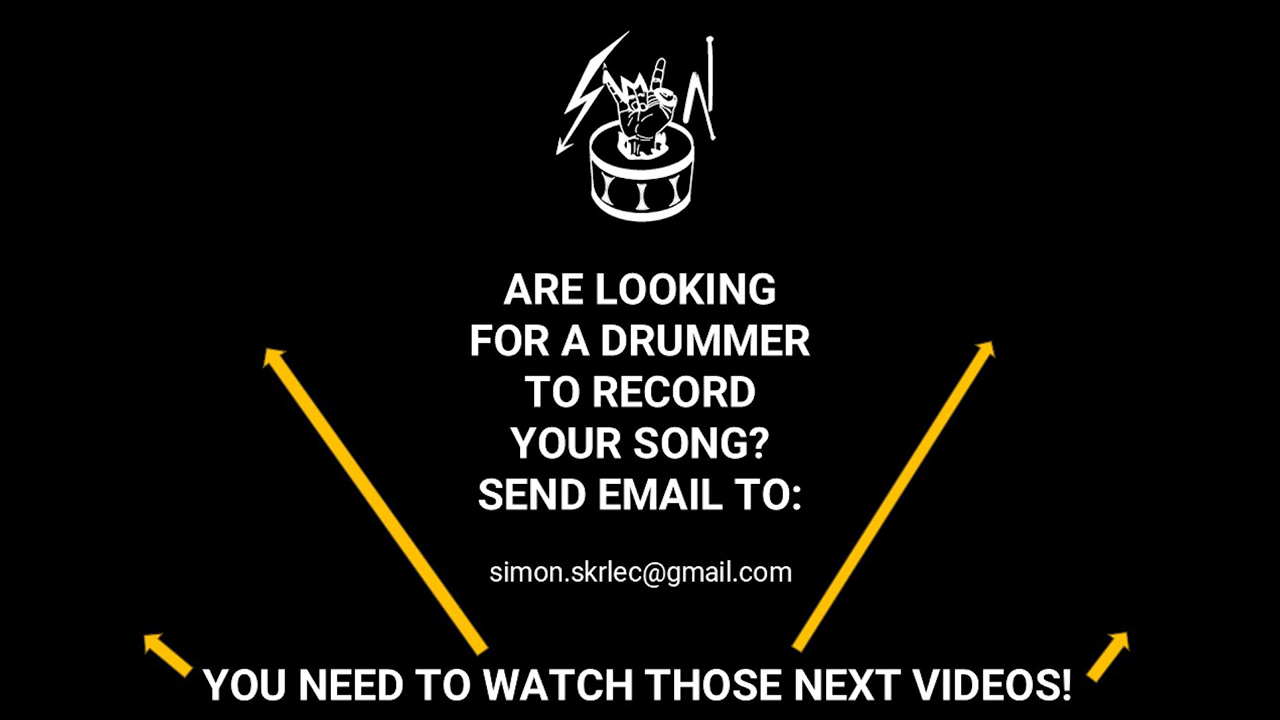 SIMON
ARE LOOKING
FOR A DRUMMER
TO RECORD
YOUR SONG?
SEND EMAIL TO:
simon.skrlec@gmail.com
YOU NEED TO WATCH THOSE NEXT VIDEOS!